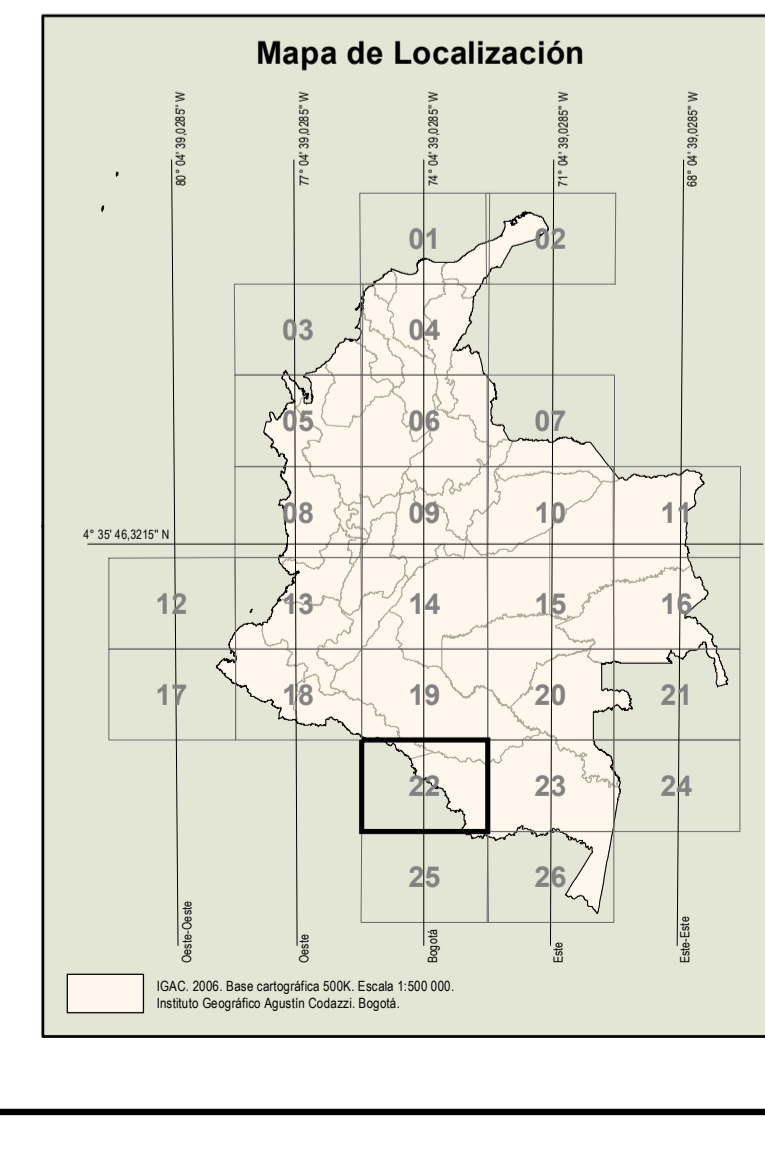 Mapa de Localización
80° 04' 39,0285" W
77° 04' 39,0285" W
74° 04' 39,0285" W
71° 04' 39,0285" W
68° 04' 39,0285" W
01
02
03
04
05
06
07
08
09
10
11
4° 35' 46,3215" N
12
13
14
15
16
17
18
19
20
21
22
23
24
25
26
Oeste-Oeste
Oeste
Bogotá
Este
Este-Este
IGAC. 2006. Base cartográfica 500K. Escala 1:500 000.
Instituto Geográfico Agustín Codazzi. Bogotá.